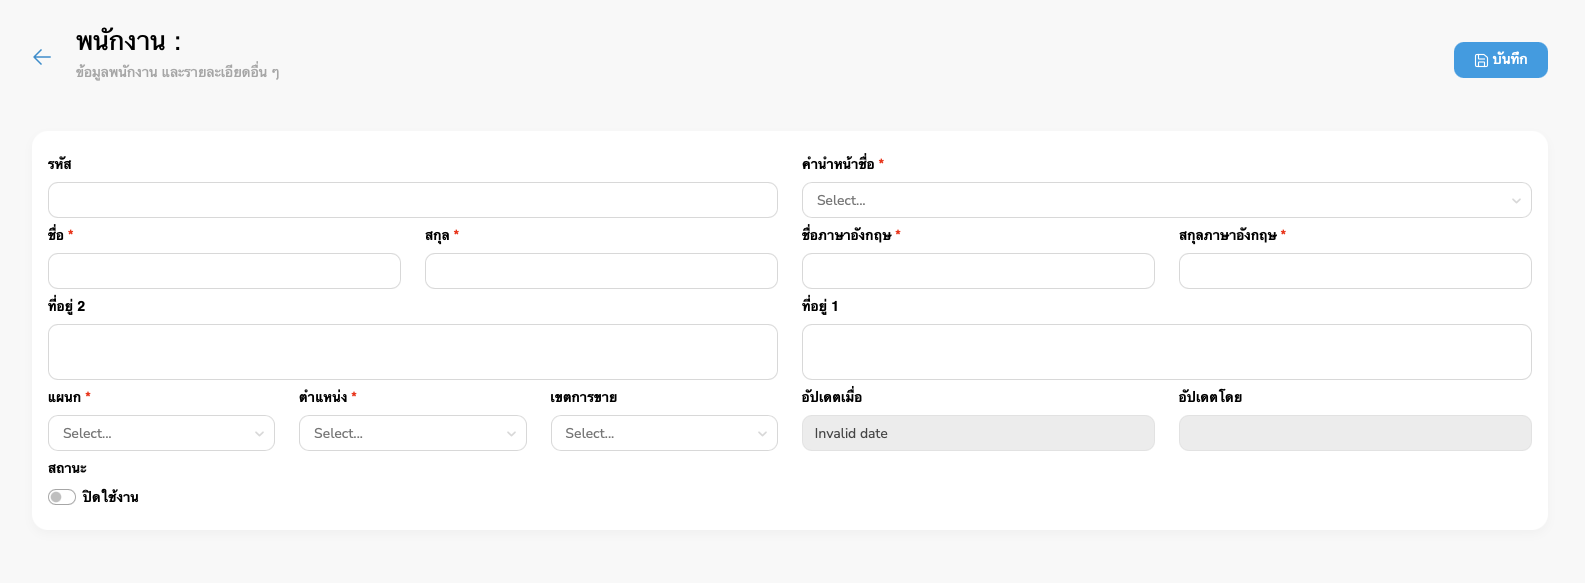 พนักงาน :
ข้อมูลพนักงาน และรายละเอียดอื่น ๆ
บันทึก
รหัส
คำนำหน้าชื่อ *
Select...
ชื่อ *
สกุล *
ชื่อภาษาอังกฤษ *
สกุลภาษาอังกฤษ *
ที่อยู่ 2
ที่อยู่ 1
แผนก *
ตำแหน่ง *
เขตการขาย
อัปเดตเมื่อ
อัปเดตโดย
Select...
Select...
Select...
Invalid date
สถานะ
ปิดใช้งาน